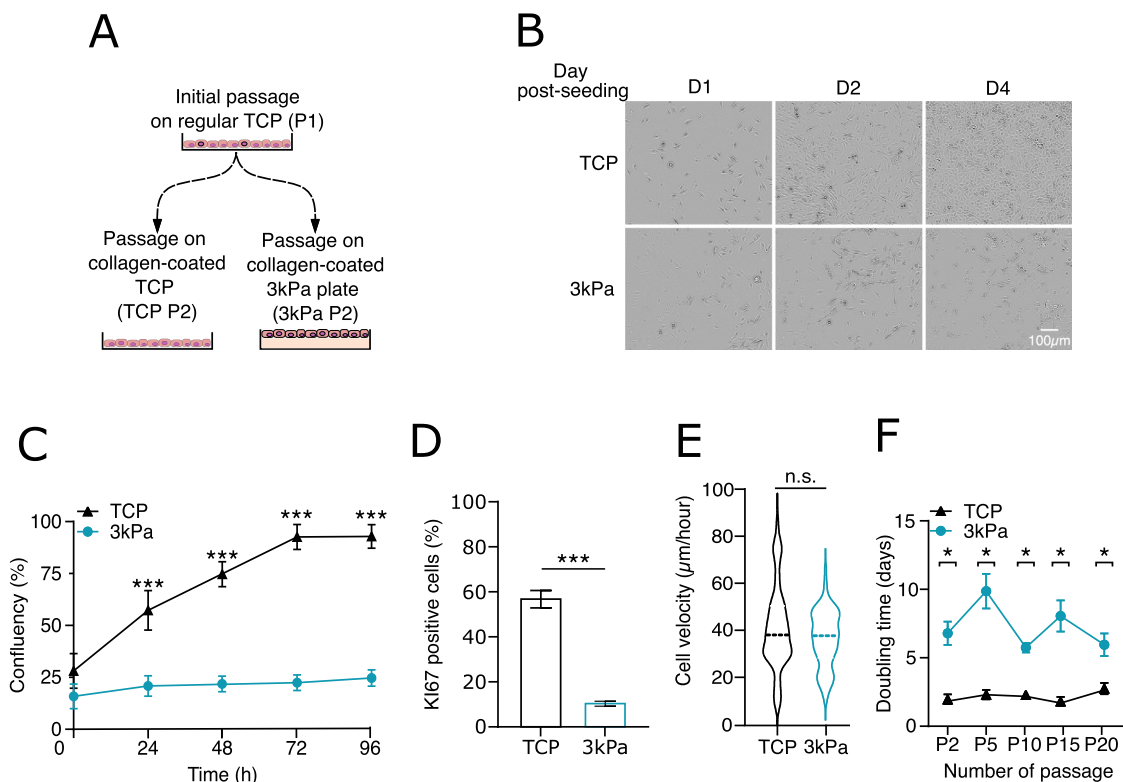 A
Initial passage
on regular TCP (P1)
Passage on
collagen-coated
TCP
(TCP P2)
Passage on
collagen-coated
3kPa plate
(3kPa P2)
B
Day
post-seeding
D1
D2
D4
TCP
3kPa
100µm
C
TCP
3kPa
Confluency (%)
100
75
50
25
0
***
***
***
***
0
24
48
72
96
Time (h)
D
KI67 positive cells (%)
100
80
60
40
20
0
***
TCP
3kPa
E
Cell velocity (µm/hour)
100
80
60
40
20
0
n.s.
TCP
3kPa
F
TCP
3kPa
Doubling time (days)
15
10
5
0
*
*
*
*
*
P2
P5
P10
P15
P20
Number of passage